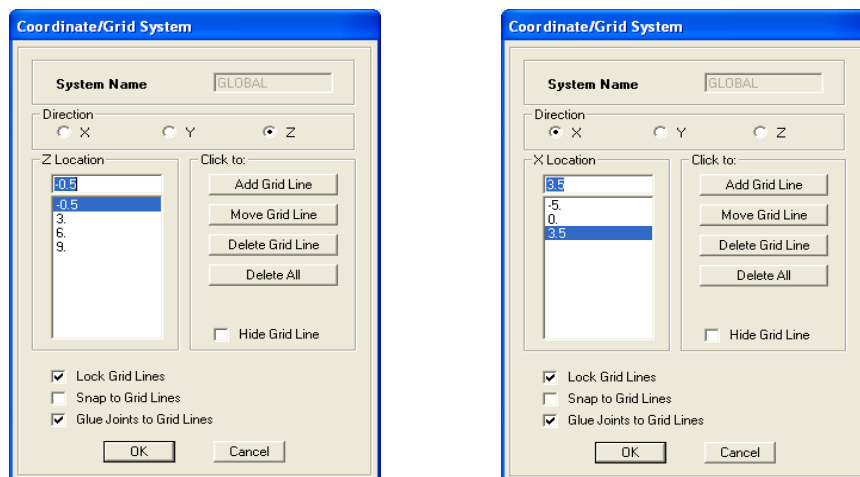 Coordinate/Grid System
System Name GLOBAL
Direction
X Y Z
Z Location
Click to:
-0.5
-0.5
3.
6.
9.
Add Grid Line
Move Grid Line
Delete Grid Line
Delete All
Hide Grid Line
Lock Grid Lines
Snap to Grid Lines
Glue Joints to Grid Lines
OK Cancel
Coordinate/Grid System
System Name GLOBAL
Direction
X Y Z
X Location
Click to:
3.5
-5.
0.
3.5
Add Grid Line
Move Grid Line
Delete Grid Line
Delete All
Hide Grid Line
Lock Grid Lines
Snap to Grid Lines
Glue Joints to Grid Lines
OK Cancel